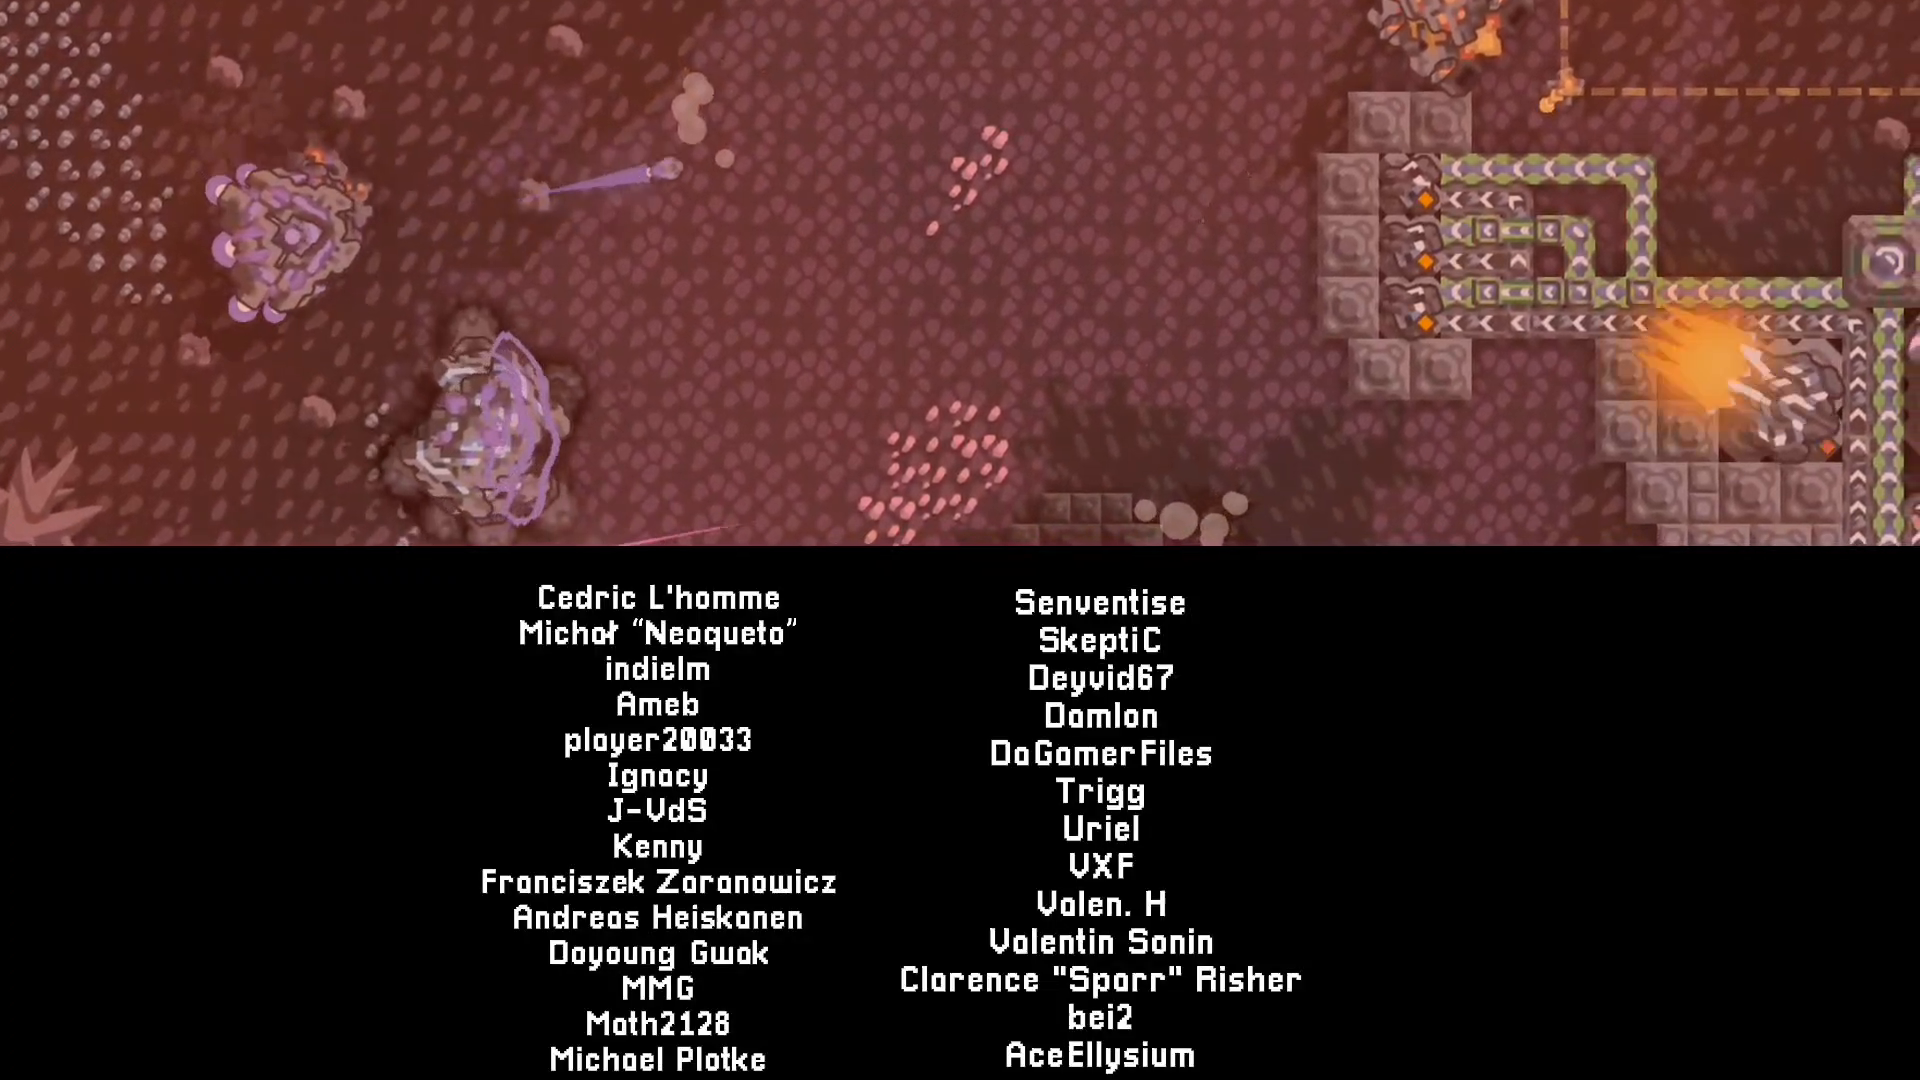 Cedric L'homme
Michał “Neoqueto”
indielm
Ameb
player20033
Ignacy
J-VdS
Kenny
Franciszek Zaranowicz
Andreas Heiskanen
Doyoung Gwak
MMG
Math2128
Michael Plotke
Senventise
SkeptiC
Deyvid67
Damlon
DaGamerFiles
Trigg
Uriel
VXF
Valen. H
Valentin Sonin
Clarence "Sparr" Risher
bei2
AceEllysium